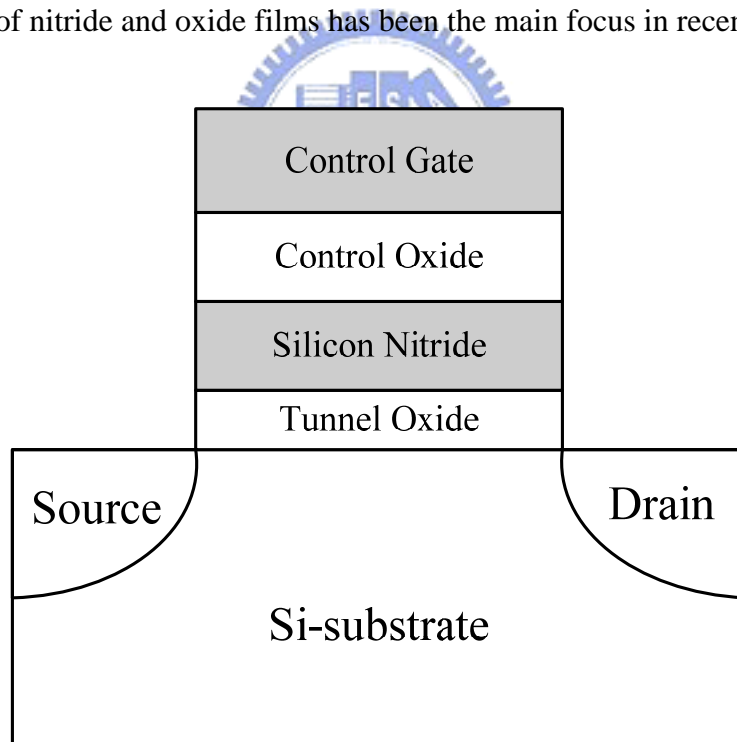 of nitride and oxide films has been the main focus in recen
Control Gate
Control Oxide
Silicon Nitride
Tunnel Oxide
Source
Drain
Si-substrate